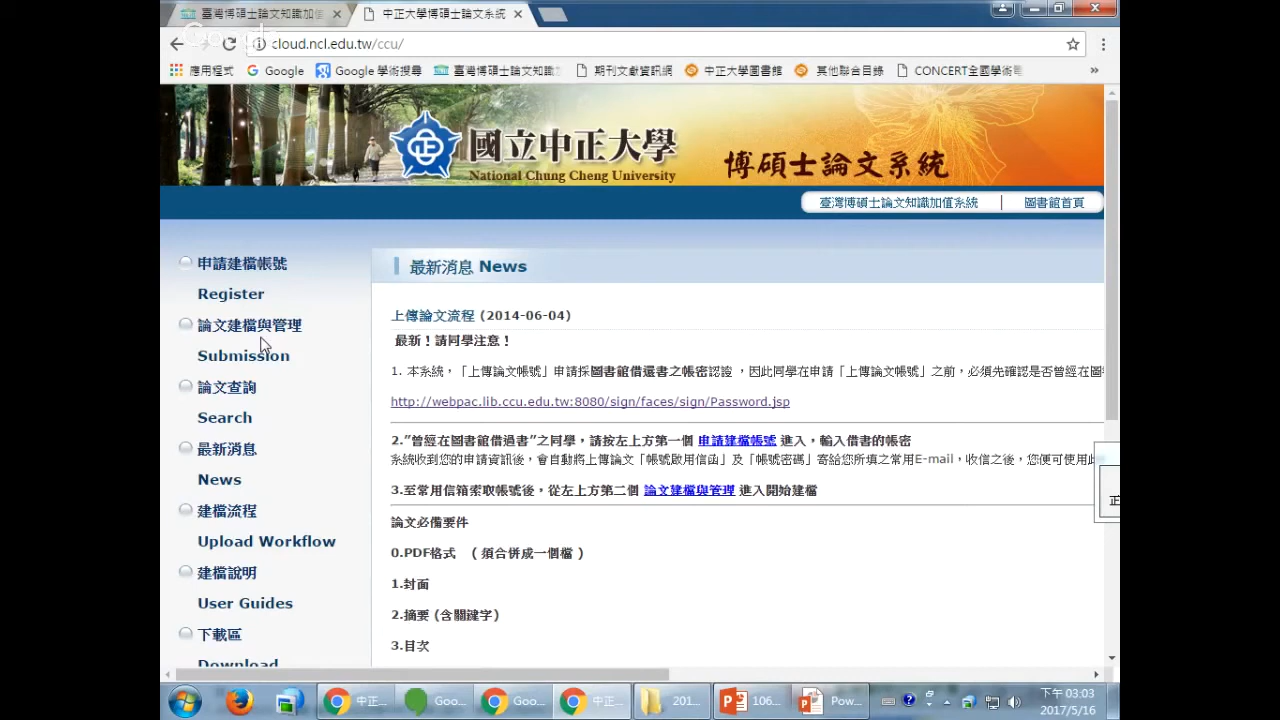 臺灣博碩士論文知識加值
中正大學博碩士論文系統
Google
cloud.ncl.edu.tw/ccu/
應用程式
Google
Google 學術搜尋
臺灣博碩士論文知識加
期刊文獻資訊網
中正大學圖書館
其他聯合目錄
CONCERT全國學術電
»
國立中正大學
National Chung Cheng University
博碩士論文系統
臺灣博碩士論文知識加值系統
圖書館首頁
申請建檔帳號
Register
論文建檔與管理
Submission
論文查詢
Search
最新消息
News
建檔流程
Upload Workflow
建檔說明
User Guides
下載區
Download
最新消息 News
上傳論文流程 (2014-06-04)
最新！請同學注意！
1. 本系統，「上傳論文帳號」申請採圖書館借還書之帳密認證 ，因此同學在申請「上傳論文帳號」之前，必須先確認是否曾經在圖
http://webpac.lib.ccu.edu.tw:8080/sign/faces/sign/Password.jsp
2.”曾經在圖書館借過書”之同學，請按左上方第一個 申請建檔帳號 進入，輸入借書的帳密
系統收到您的申請資訊後，會自動將上傳論文「帳號啟用信函」及「帳號密碼」寄給您所填之常用E-mail，收信之後，您便可使用此
3.至常用信箱索取帳號後，從左上方第二個 論文建檔與管理 進入開始建檔
論文必備要件
0.PDF格式 （ 須合併成一個檔 ）
1.封面
2.摘要 (含關鍵字)
3.目次
正
中正...
Goo...
Goo...
中正...
201...
106...
Pow...
下午 03:03
2017/5/16